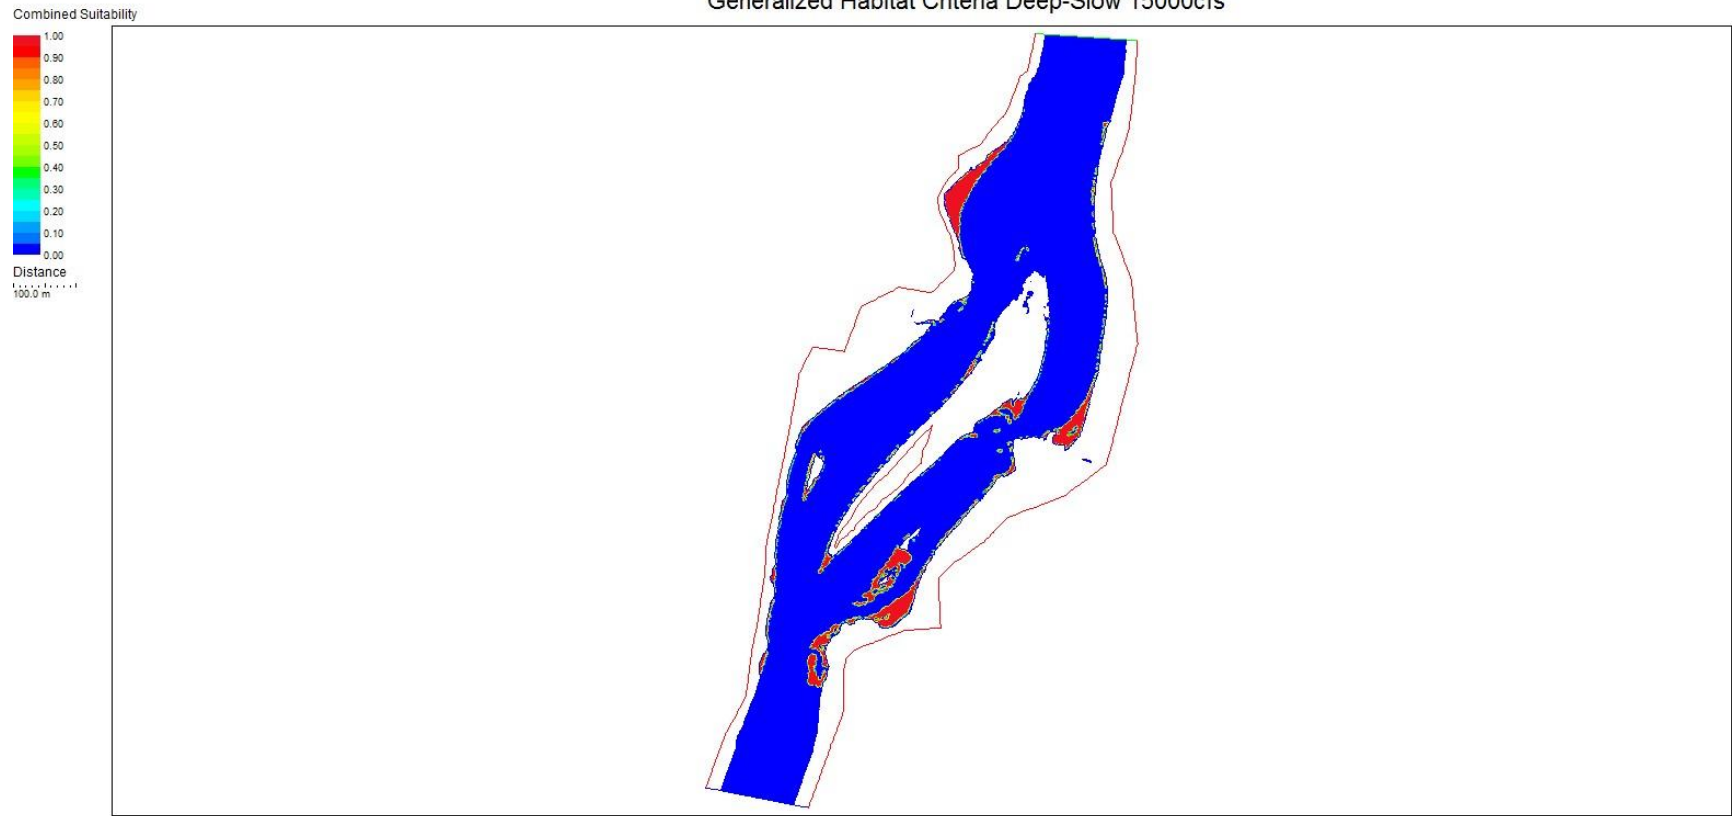 Generalized Habitat Criteria Deep-Slow 15000cfs
Combined Suitability
1.00
0.90
0.80
0.70
0.60
0.50
0.40
0.30
0.20
0.10
0.00
Distance
100.0 m